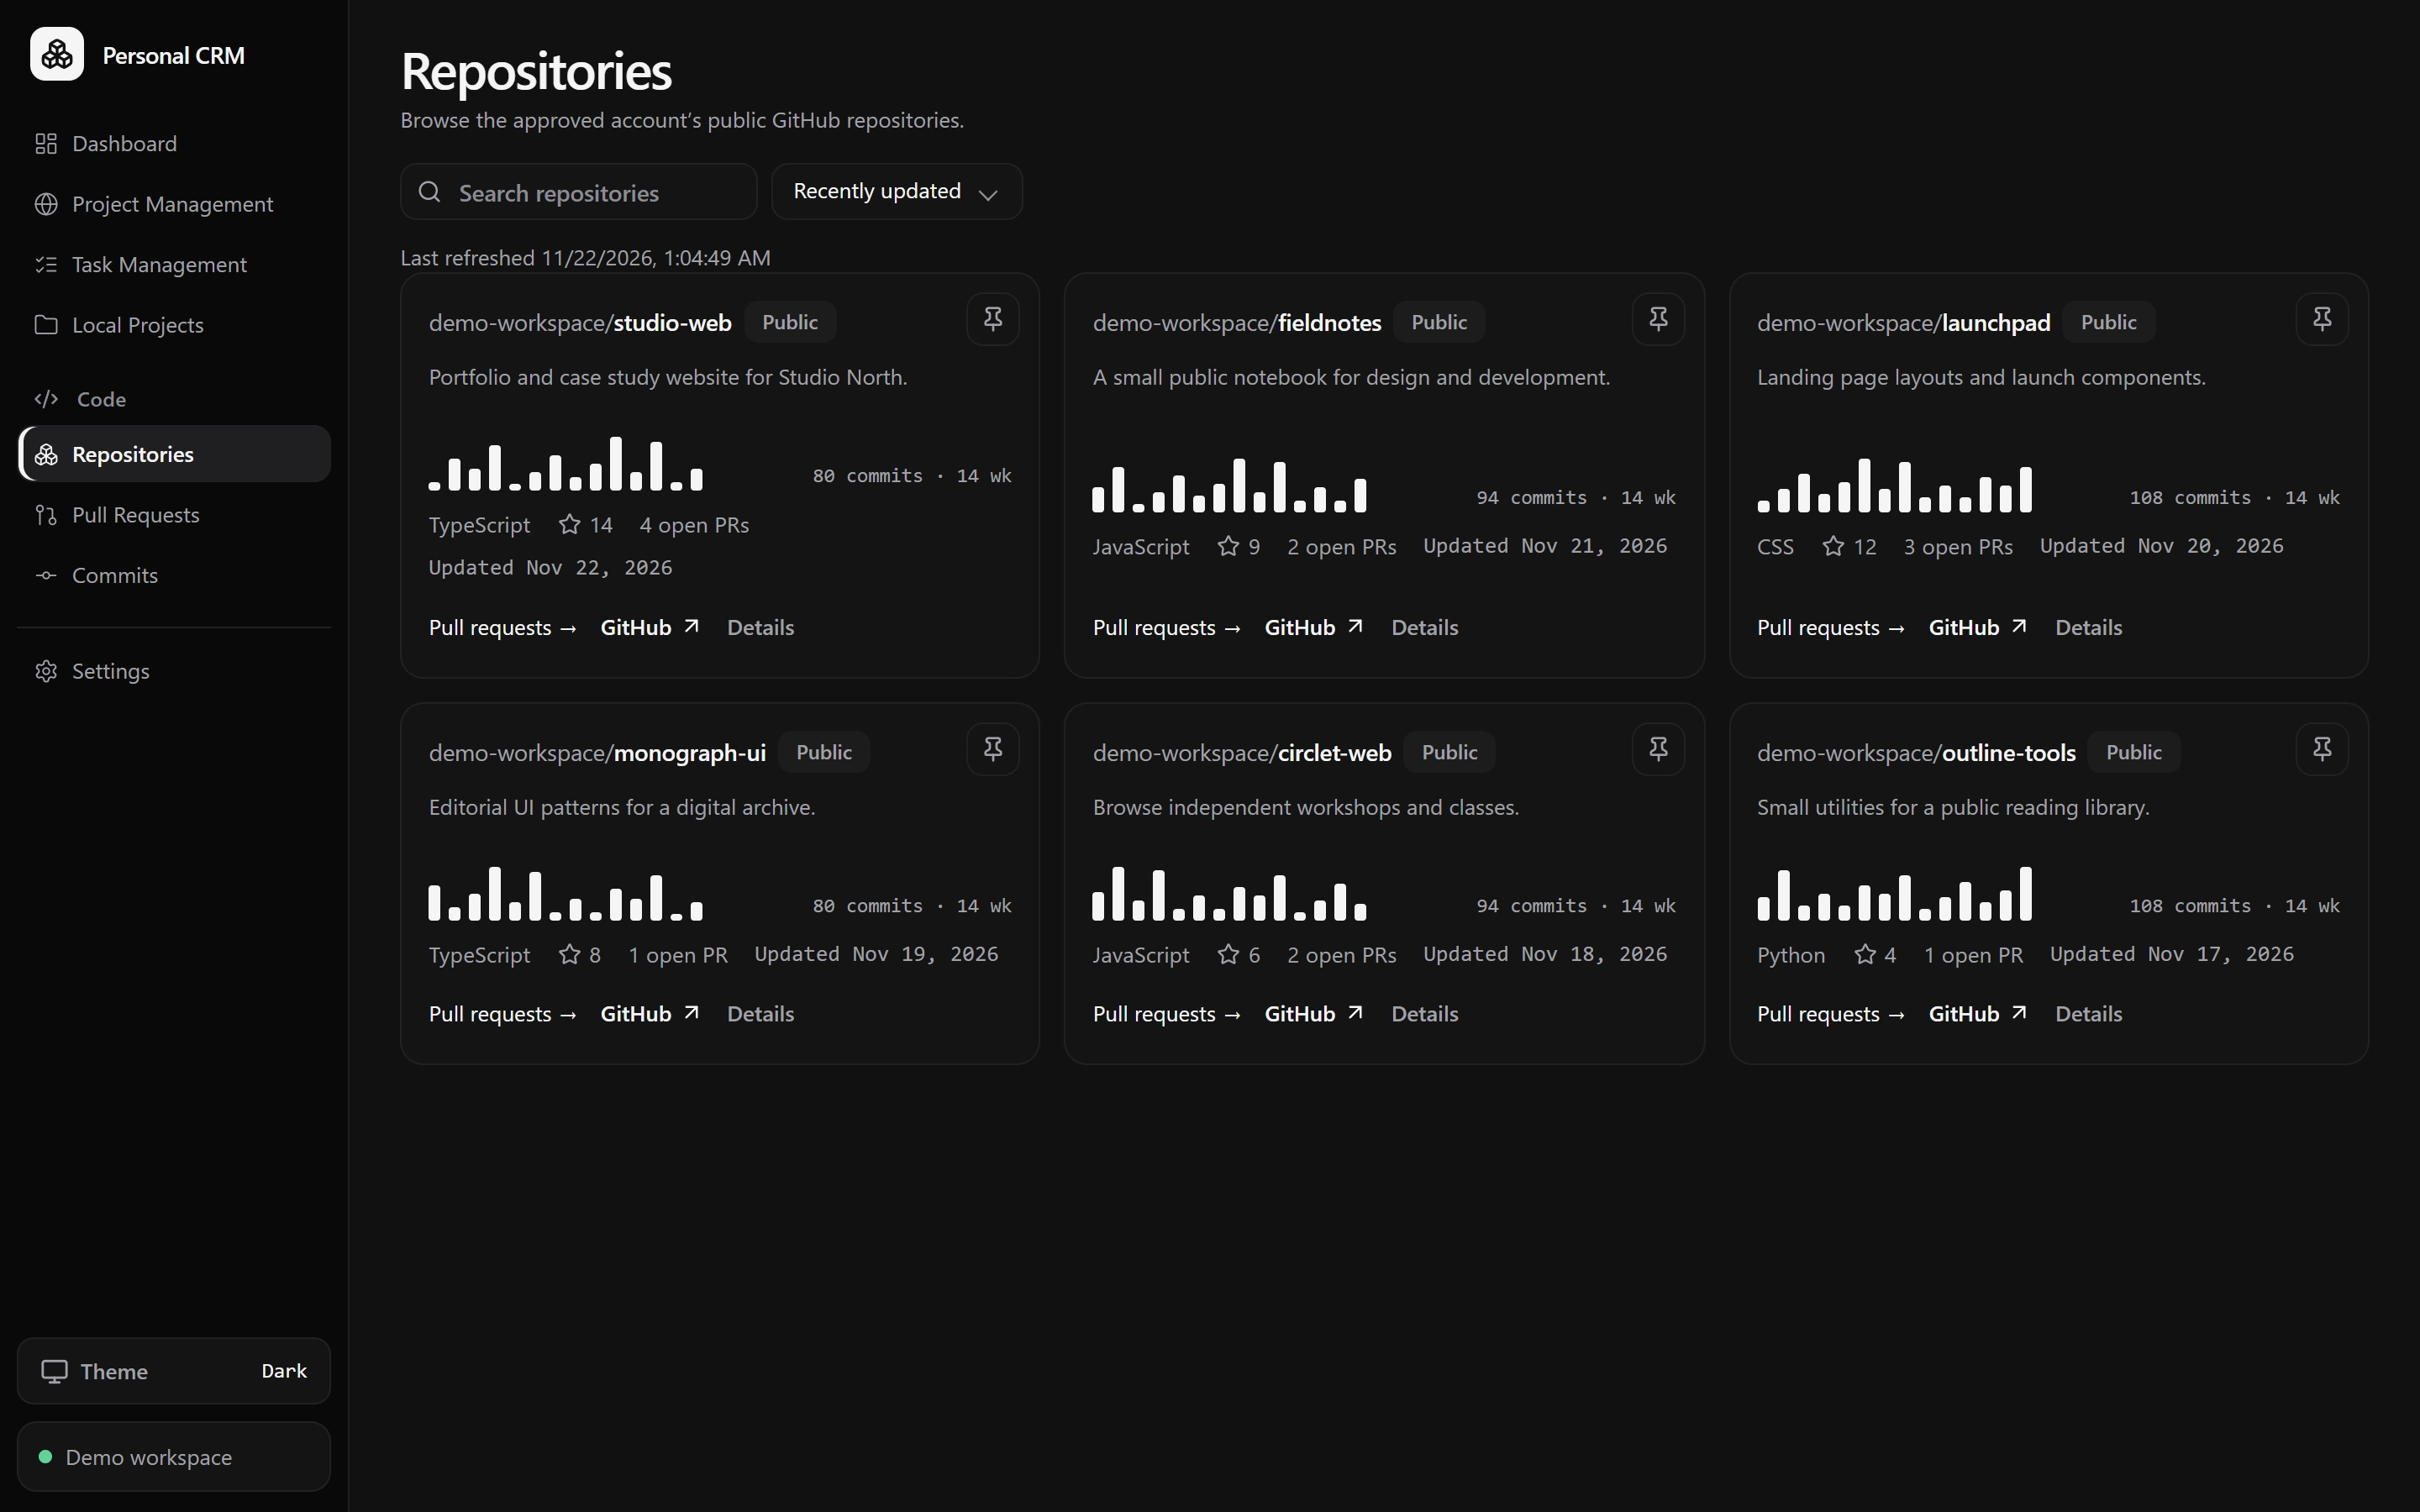 Personal CRM
Dashboard
Project Management
Task Management
Local Projects
Code
Repositories
Pull Requests
Commits
Settings
Theme Dark
Demo workspace
Repositories
Browse the approved account’s public GitHub repositories.
Search repositories
Recently updated
Last refreshed 11/22/2026, 1:04:49 AM
demo-workspace/studio-web Public
Portfolio and case study website for Studio North.
80 commits · 14 wk
TypeScript 14 4 open PRs
Updated Nov 22, 2026
Pull requests → GitHub Details
demo-workspace/fieldnotes Public
A small public notebook for design and development.
94 commits · 14 wk
JavaScript 9 2 open PRs Updated Nov 21, 2026
Pull requests → GitHub Details
demo-workspace/launchpad Public
Landing page layouts and launch components.
108 commits · 14 wk
CSS 12 3 open PRs Updated Nov 20, 2026
Pull requests → GitHub Details
demo-workspace/monograph-ui Public
Editorial UI patterns for a digital archive.
80 commits · 14 wk
TypeScript 8 1 open PR Updated Nov 19, 2026
Pull requests → GitHub Details
demo-workspace/circlet-web Public
Browse independent workshops and classes.
94 commits · 14 wk
JavaScript 6 2 open PRs Updated Nov 18, 2026
Pull requests → GitHub Details
demo-workspace/outline-tools Public
Small utilities for a public reading library.
108 commits · 14 wk
Python 4 1 open PR Updated Nov 17, 2026
Pull requests → GitHub Details